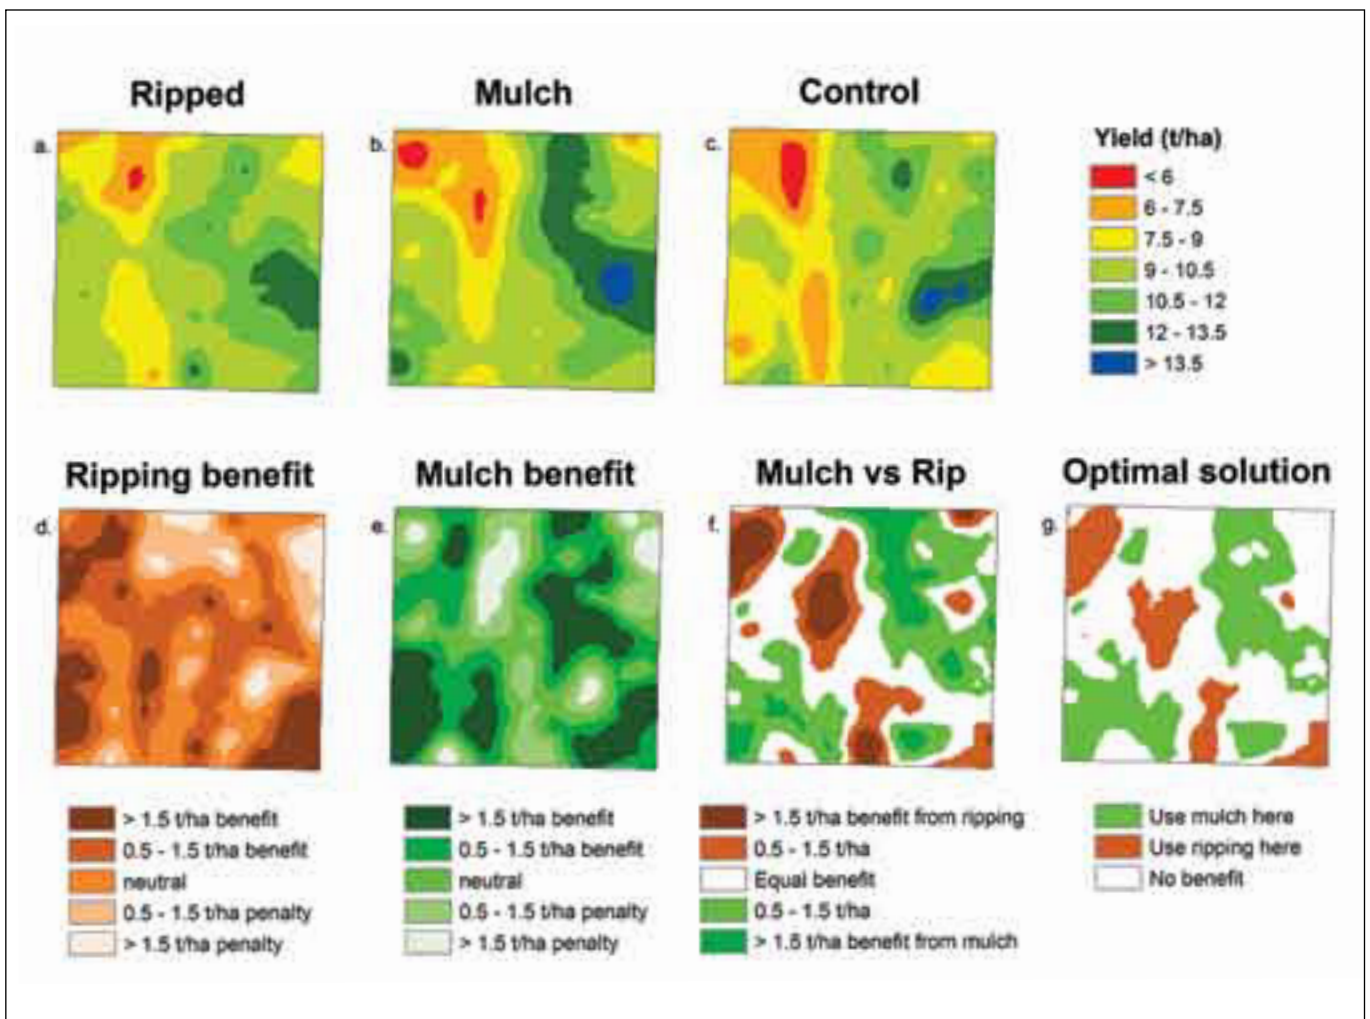 Ripped
Mulch
Control
a.
b.
c.
Yield (t/ha)
< 6
6 - 7.5
7.5 - 9
9 - 10.5
10.5 - 12
12 - 13.5
> 13.5
Ripping benefit
Mulch benefit
Mulch vs Rip
Optimal solution
d.
e.
f.
g.
> 1.5 t/ha benefit
0.5 - 1.5 t/ha benefit
neutral
0.5 - 1.5 t/ha penalty
> 1.5 t/ha penalty
> 1.5 t/ha benefit
0.5 - 1.5 t/ha benefit
neutral
0.5 - 1.5 t/ha penalty
> 1.5 t/ha penalty
> 1.5 t/ha benefit from ripping
0.5 - 1.5 t/ha
Equal benefit
0.5 - 1.5 t/ha
> 1.5 t/ha benefit from mulch
Use mulch here
Use ripping here
No benefit